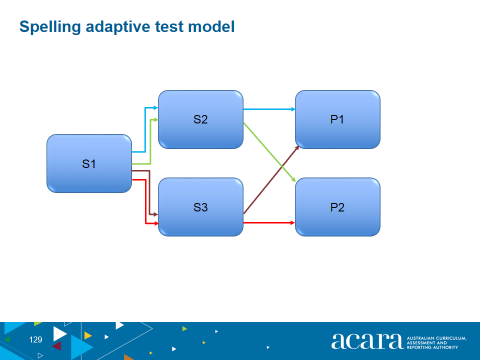 Spelling adaptive test model
S2
P1
S1
S3
P2
129
acara
AUSTRALIAN CURRICULUM,
ASSESSMENT AND
REPORTING AUTHORITY